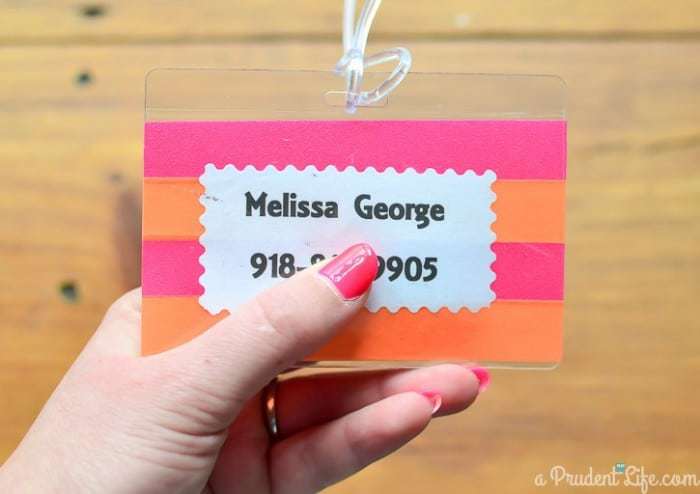 Melissa George
918- 9905
a Prudent Life.com